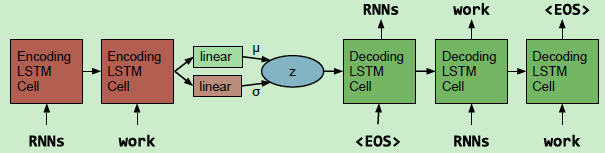 RNNs work <EOS>
Encoding LSTM Cell
Encoding LSTM Cell
linear
μ
linear
σ
z
Decoding LSTM Cell
Decoding LSTM Cell
Decoding LSTM Cell
RNNs work <EOS> RNNs work